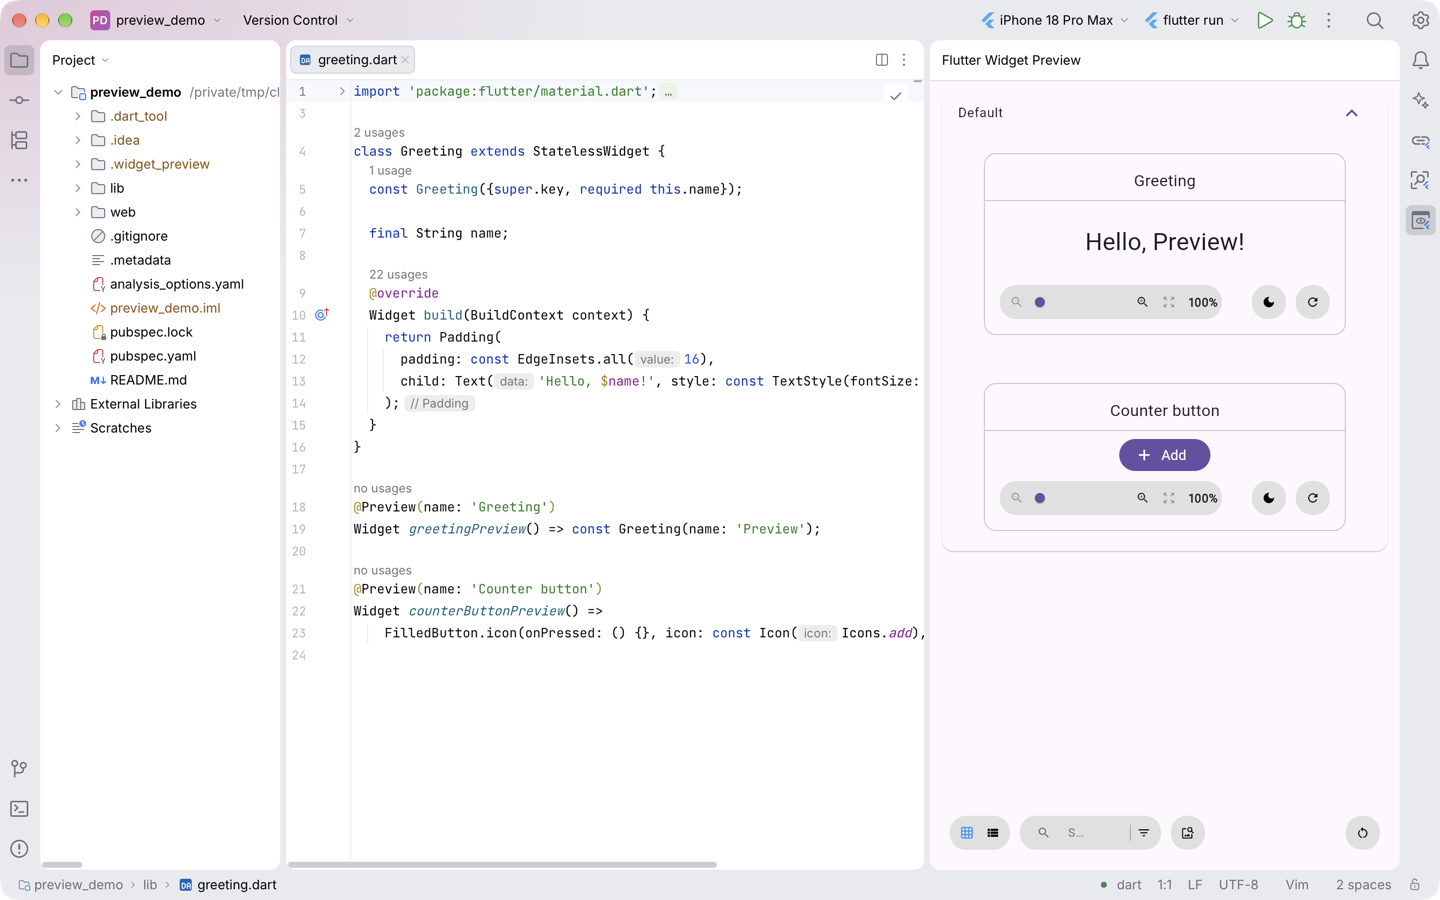 PD preview_demo Version Control iPhone 18 Pro Max flutter run
Project
preview_demo /private/tmp/cl
.dart_tool
.idea
.widget_preview
lib
web
.gitignore
.metadata
analysis_options.yaml
preview_demo.iml
pubspec.lock
pubspec.yaml
README.md
External Libraries
Scratches
greeting.dart
1 import 'package:flutter/material.dart'; ...
3
2 usages
4 class Greeting extends StatelessWidget {
1 usage
5 const Greeting({super.key, required this.name});
6
7 final String name;
8
22 usages
9 @override
10 Widget build(BuildContext context) {
11 return Padding(
12 padding: const EdgeInsets.all( value: 16),
13 child: Text( data: 'Hello, $name!', style: const TextStyle(fontSize:
14 ); // Padding
15 }
16 }
17
no usages
18 @Preview(name: 'Greeting')
19 Widget greetingPreview() => const Greeting(name: 'Preview');
20
no usages
21 @Preview(name: 'Counter button')
22 Widget counterButtonPreview() =>
23 FilledButton.icon(onPressed: () {}, icon: const Icon( icon: Icons.add),
24
Flutter Widget Preview
Default
Greeting
Hello, Preview!
100%
Counter button
+ Add
100%
S...
preview_demo > lib > greeting.dart
dart 1:1 LF UTF-8 Vim 2 spaces